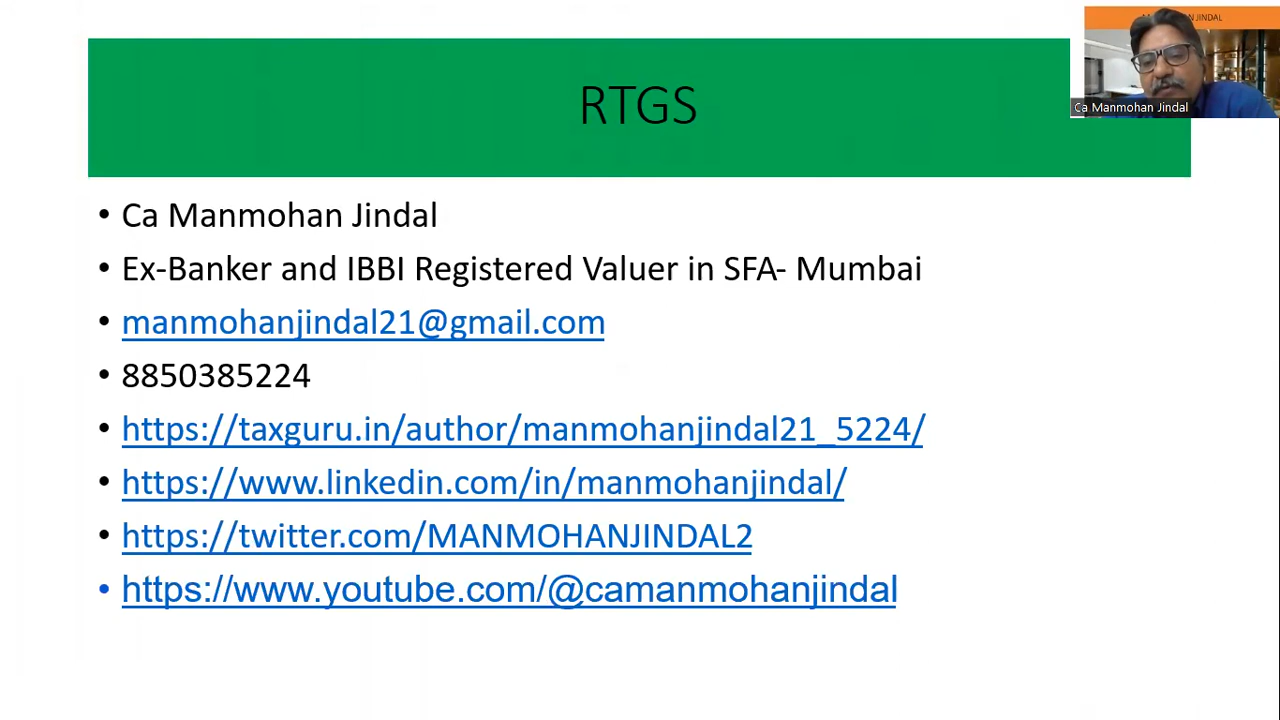 RTGS
• Ca Manmohan Jindal
• Ex-Banker and IBBI Registered Valuer in SFA- Mumbai
• manmohanjindal21@gmail.com
• 8850385224
• https://taxguru.in/author/manmohanjindal21_5224/
• https://www.linkedin.com/in/manmohanjindal/
• https://twitter.com/MANMOHANJINDAL2
• https://www.youtube.com/@camanmohanjindal
JINDAL
Ca Manmohan Jindal